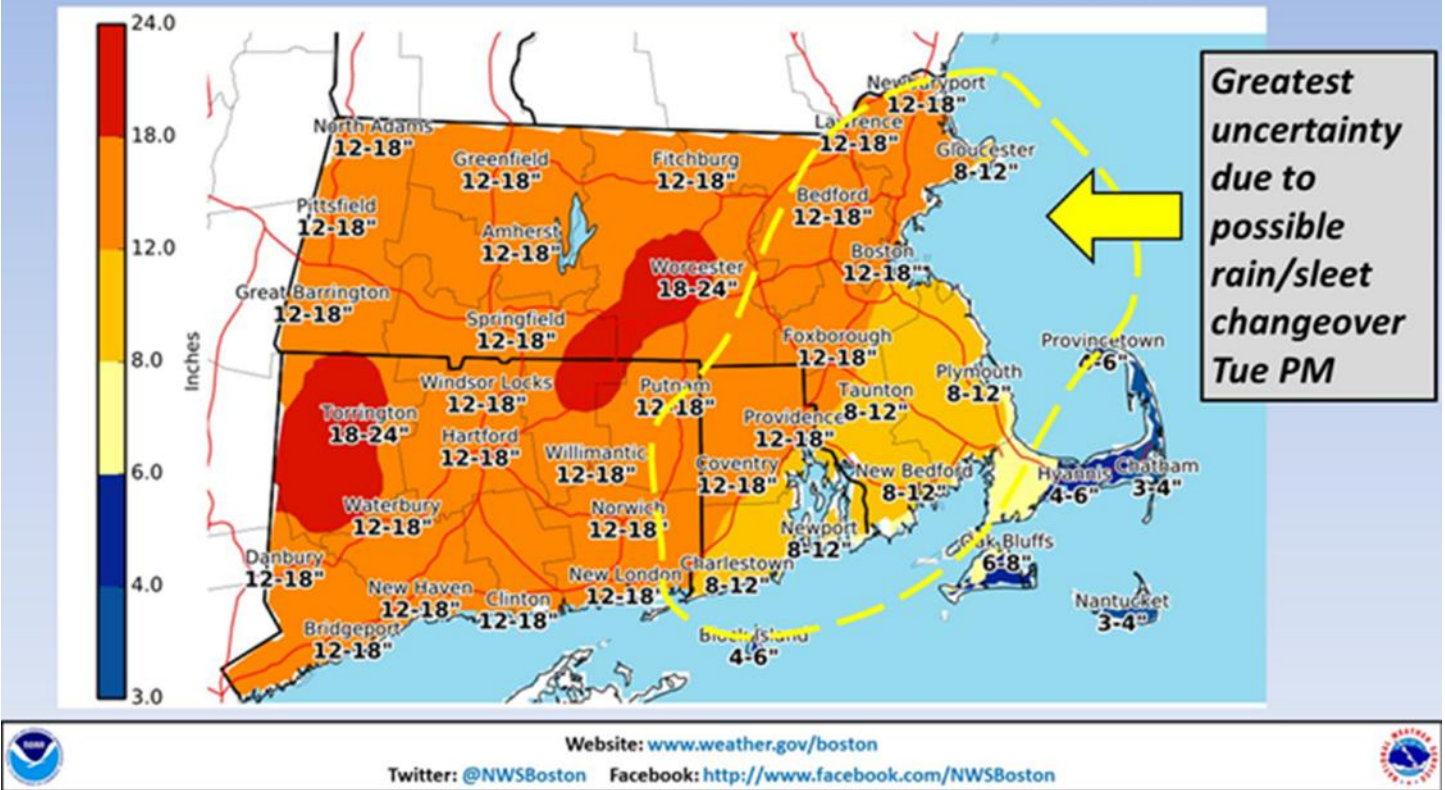 24.0
18.0
12.0
8.0
6.0
4.0
3.0
Inches
North Adams
12-18"
Greenfield
12-18"
Fitchburg
12-18"
Newburyport
12-18"
Lawrence
12-18"
Gloucester
8-12"
Pittsfield
12-18"
Amherst
12-18"
Bedford
12-18"
Worcester
18-24"
Boston
12-18"
Great Barrington
12-18"
Springfield
12-18"
Foxborough
12-18"
Provincetown
-6"
Windsor Locks
12-18"
Putnam
12-18"
Taunton
8-12"
Plymouth
8-12"
Torrington
18-24"
Hartford
12-18"
Willimantic
12-18"
Providence
12-18"
Coventry
12-18"
New Bedford
8-12"
Hyannis
4-6"
Chatham
3-4"
Waterbury
12-18"
Norwich
12-18"
Newport
8-12"
Oak Bluffs
6-8"
Danbury
12-18"
New Haven
12-18"
Clinton
12-18"
New London
12-18"
Charlestown
8-12"
Nantucket
3-4"
Bridgeport
12-18"
Block Island
4-6"
Greatest
uncertainty
due to
possible
rain/sleet
changeover
Tue PM
NOAA
Website: www.weather.gov/boston
Twitter: @NWSBoston Facebook: http://www.facebook.com/NWSBoston